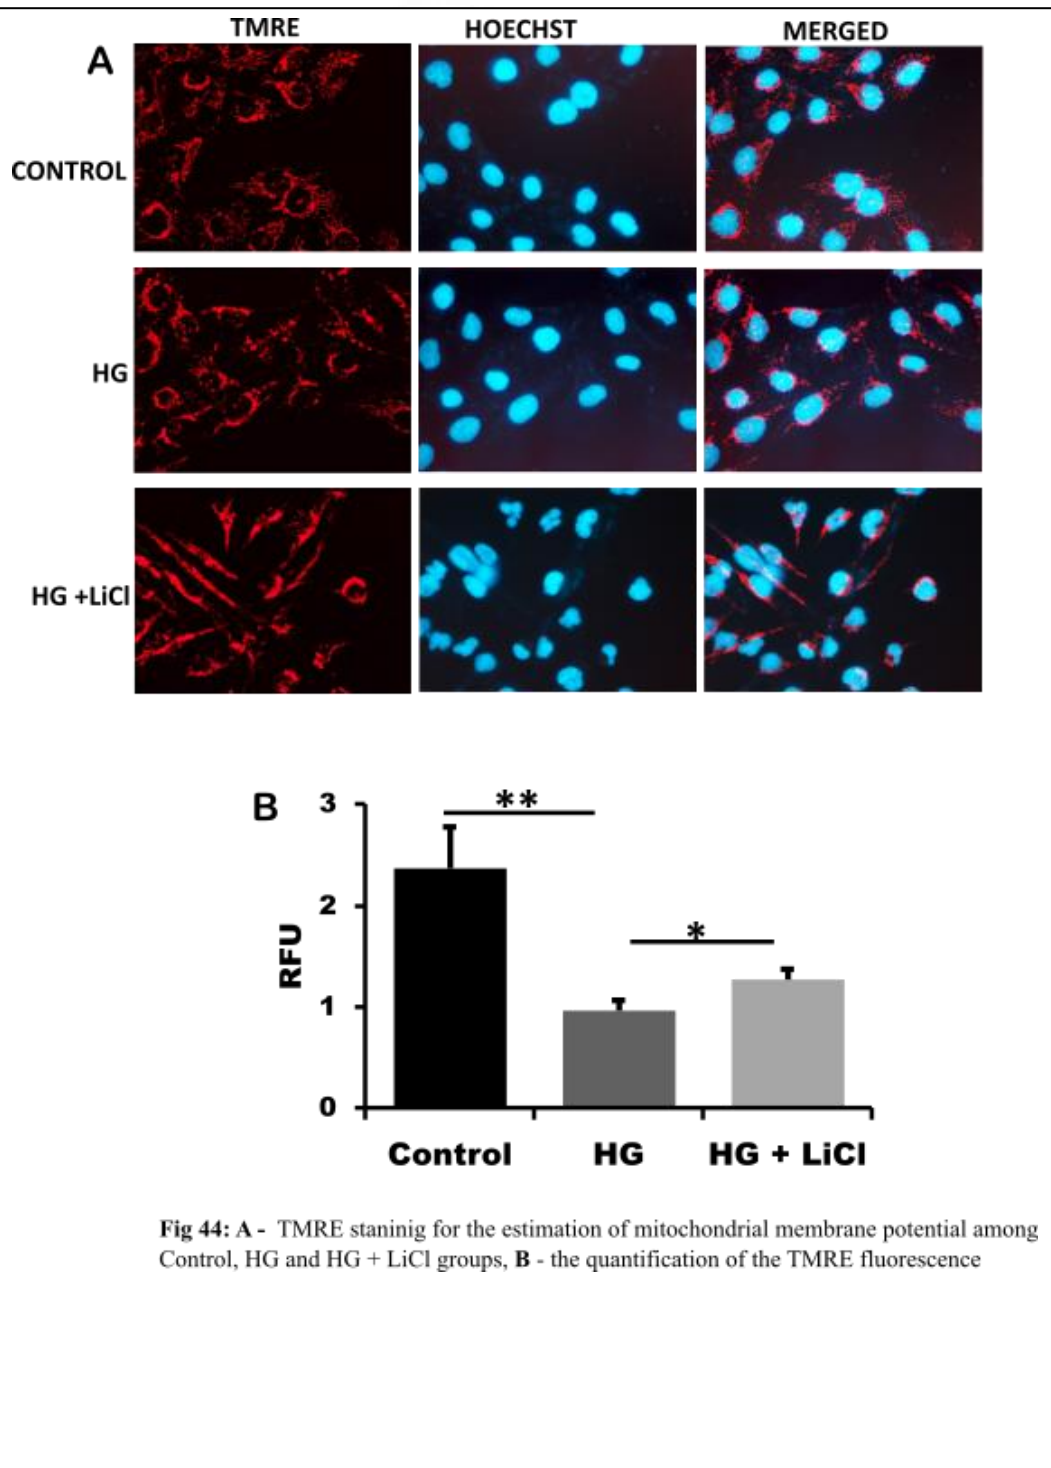 TMRE HOECHST MERGED
A
CONTROL
HG
HG +LiCl
B
**
*
3
2
1
0
RFU
Control HG HG + LiCl
Fig 44: A - TMRE staninig for the estimation of mitochondrial membrane potential among
Control, HG and HG + LiCl groups, B - the quantification of the TMRE fluorescence